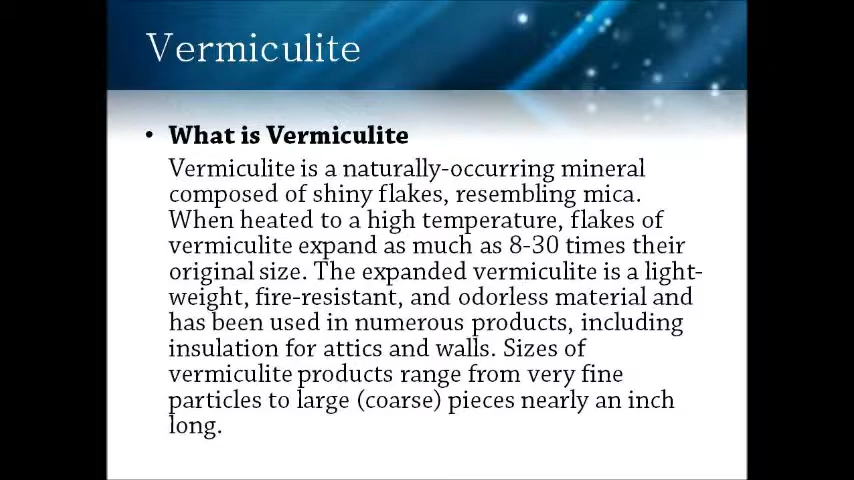 Vermiculite
• What is Vermiculite
Vermiculite is a naturally-occurring mineral
composed of shiny flakes, resembling mica.
When heated to a high temperature, flakes of
vermiculite expand as much as 8-30 times their
original size. The expanded vermiculite is a light-
weight, fire-resistant, and odorless material and
has been used in numerous products, including
insulation for attics and walls. Sizes of
vermiculite products range from very fine
particles to large (coarse) pieces nearly an inch
long.